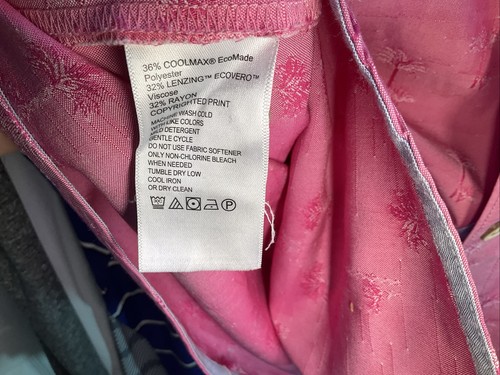 36% COOLMAX® EcoMade
Polyester
32% LENZING™ ECOVERO™
Viscose
32% RAYON
COPYRIGHTED PRINT
MACHINE WASH COLD
WITH LIKE COLORS
MILD DETERGENT
GENTLE CYCLE
DO NOT USE FABRIC SOFTENER
ONLY NON-CHLORINE BLEACH
WHEN NEEDED
TUMBLE DRY LOW
COOL IRON
OR DRY CLEAN
P